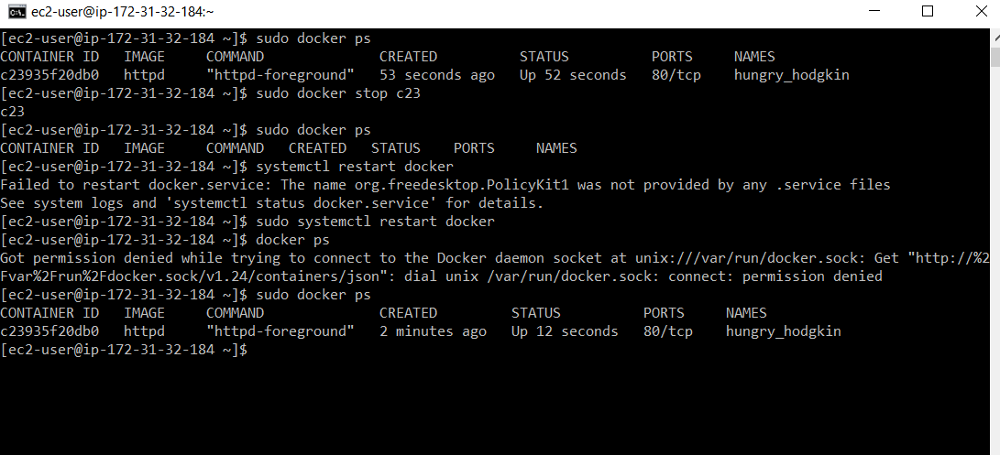 ec2-user@ip-172-31-32-184:~
[ec2-user@ip-172-31-32-184 ~]$ sudo docker ps
CONTAINER ID   IMAGE     COMMAND              CREATED          STATUS          PORTS     NAMES
c23935f20db0   httpd     "httpd-foreground"   53 seconds ago   Up 52 seconds   80/tcp    hungry_hodgkin
[ec2-user@ip-172-31-32-184 ~]$ sudo docker stop c23
c23
[ec2-user@ip-172-31-32-184 ~]$ sudo docker ps
CONTAINER ID   IMAGE     COMMAND   CREATED   STATUS    PORTS     NAMES
[ec2-user@ip-172-31-32-184 ~]$ systemctl restart docker
Failed to restart docker.service: The name org.freedesktop.PolicyKit1 was not provided by any .service files
See system logs and 'systemctl status docker.service' for details.
[ec2-user@ip-172-31-32-184 ~]$ sudo systemctl restart docker
[ec2-user@ip-172-31-32-184 ~]$ docker ps
Got permission denied while trying to connect to the Docker daemon socket at unix:///var/run/docker.sock: Get "http://%2
Fvar%2Frun%2Fdocker.sock/v1.24/containers/json": dial unix /var/run/docker.sock: connect: permission denied
[ec2-user@ip-172-31-32-184 ~]$ sudo docker ps
CONTAINER ID   IMAGE     COMMAND              CREATED         STATUS          PORTS     NAMES
c23935f20db0   httpd     "httpd-foreground"   2 minutes ago   Up 12 seconds   80/tcp    hungry_hodgkin
[ec2-user@ip-172-31-32-184 ~]$